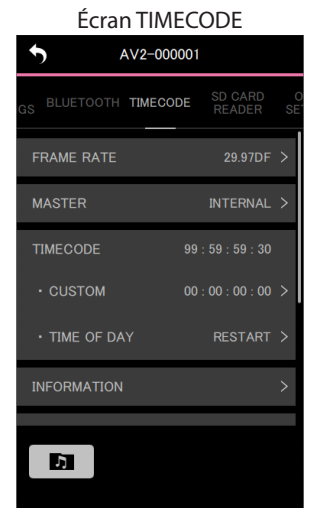 Écran TIMECODE
AV2-000001
GS BLUETOOTH TIMECODE SD CARD READER O SE
FRAME RATE 29.97DF >
MASTER INTERNAL >
TIMECODE 99 : 59 : 59 : 30
・CUSTOM 00 : 00 : 00 : 00 >
・TIME OF DAY RESTART >
INFORMATION >